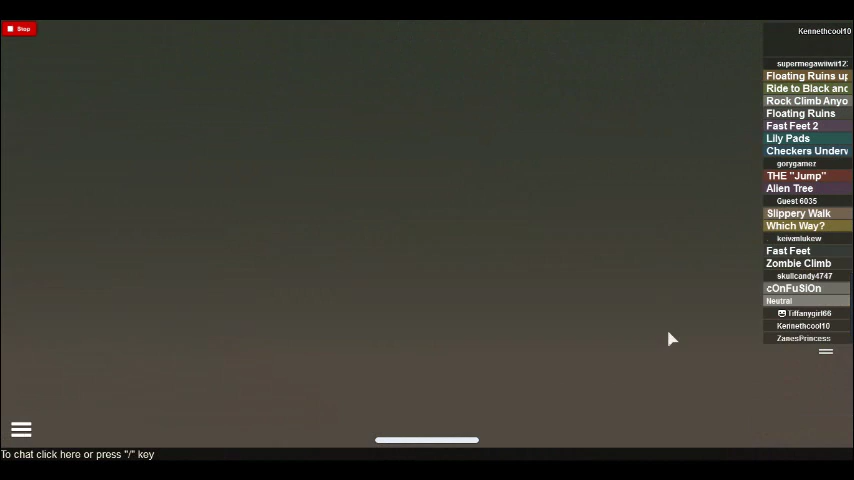 Stop
Kennethcool10
Floating Ruins up
Ride to Black and
Rock Climb Anyo
Floating Ruins
Fast Feet 2
Lily Pads
Checkers Underw
gorygamez
THE "Jump"
Alien Tree
Guest 6035
Slippery Walk
Which Way?
keivanlukew
Fast Feet
Zombie Climb
skullcandy4747
cOnFuSiOn
Neutral
Tiffanygirl66
Kennethcool10
ZanesPrincess
To chat click here or press "/" key